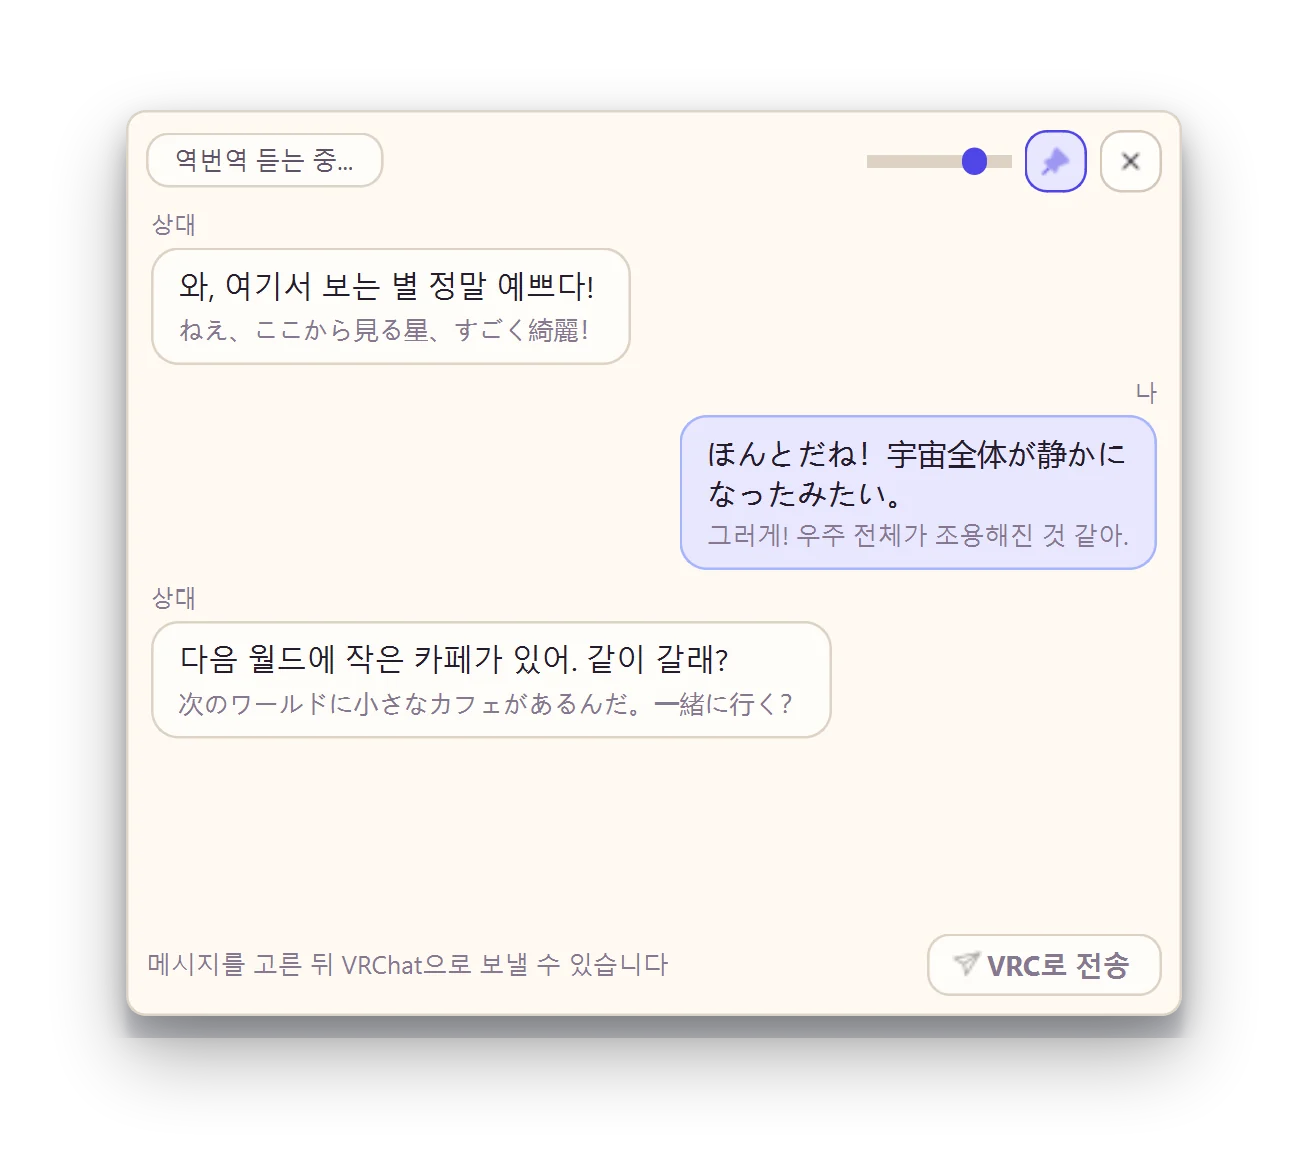 역번역 듣는 중...
상대
와, 여기서 보는 별 정말 예쁘다!
ねえ、ここから見る星、すごく綺麗！
나
ほんとだね！宇宙全体が静かに
なったみたい。
그러게! 우주 전체가 조용해진 것 같아.
상대
다음 월드에 작은 카페가 있어. 같이 갈래?
次のワールドに小さなカフェがあるんだ。一緒に行く？
메시지를 고른 뒤 VRChat으로 보낼 수 있습니다
VRC로 전송